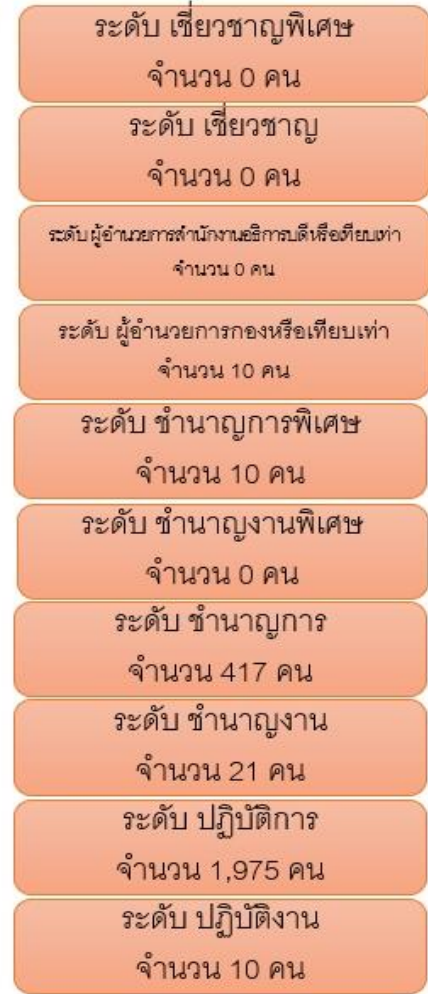 ระดับ เชี่ยวชาญพิเศษ
จำนวน 0 คน
ระดับ เชี่ยวชาญ
จำนวน 0 คน
ระดับ ผู้อำนวยการสำนักงานอธิการบดีหรือเทียบเท่า
จำนวน 0 คน
ระดับ ผู้อำนวยการกองหรือเทียบเท่า
จำนวน 10 คน
ระดับ ชำนาญการพิเศษ
จำนวน 10 คน
ระดับ ชำนาญงานพิเศษ
จำนวน 0 คน
ระดับ ชำนาญการ
จำนวน 417 คน
ระดับ ชำนาญงาน
จำนวน 21 คน
ระดับ ปฏิบัติการ
จำนวน 1,975 คน
ระดับ ปฏิบัติงาน
จำนวน 10 คน